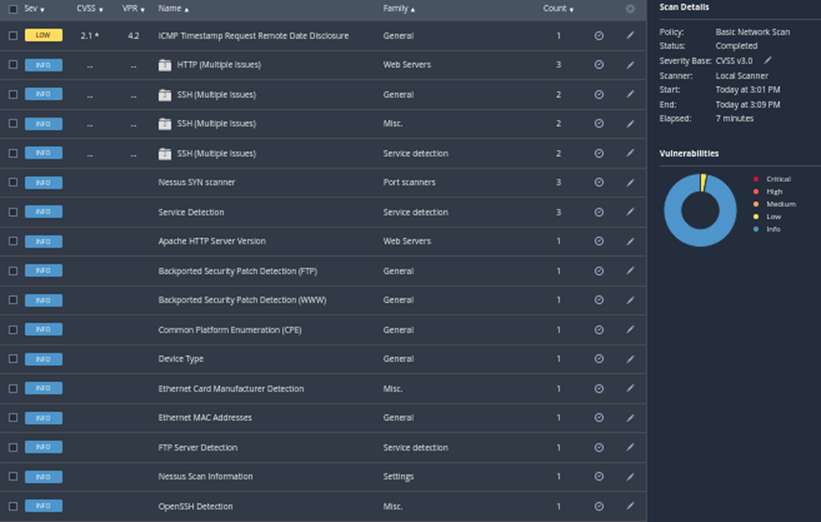 Sev CVSS VPR Name Family Count
LOW 2.1 * 4.2 ICMP Timestamp Request Remote Date Disclosure General 1
INFO -- -- HTTP (Multiple Issues) Web Servers 3
INFO -- -- SSH (Multiple Issues) General 2
INFO -- -- SSH (Multiple Issues) Misc. 2
INFO -- -- SSH (Multiple Issues) Service detection 2
INFO Nessus SYN scanner Port scanners 3
INFO Service Detection Service detection 3
INFO Apache HTTP Server Version Web Servers 1
INFO Backported Security Patch Detection (FTP) General 1
INFO Backported Security Patch Detection (WWW) General 1
INFO Common Platform Enumeration (CPE) General 1
INFO Device Type General 1
INFO Ethernet Card Manufacturer Detection Misc. 1
INFO Ethernet MAC Addresses General 1
INFO FTP Server Detection Service detection 1
INFO Nessus Scan Information Settings 1
INFO OpenSSH Detection Misc. 1
Scan Details
Policy: Basic Network Scan
Status: Completed
Severity Base: CVSS v3.0
Scanner: Local Scanner
Start: Today at 3:01 PM
End: Today at 3:09 PM
Elapsed: 7 minutes
Vulnerabilities
Critical
High
Medium
Low
Info